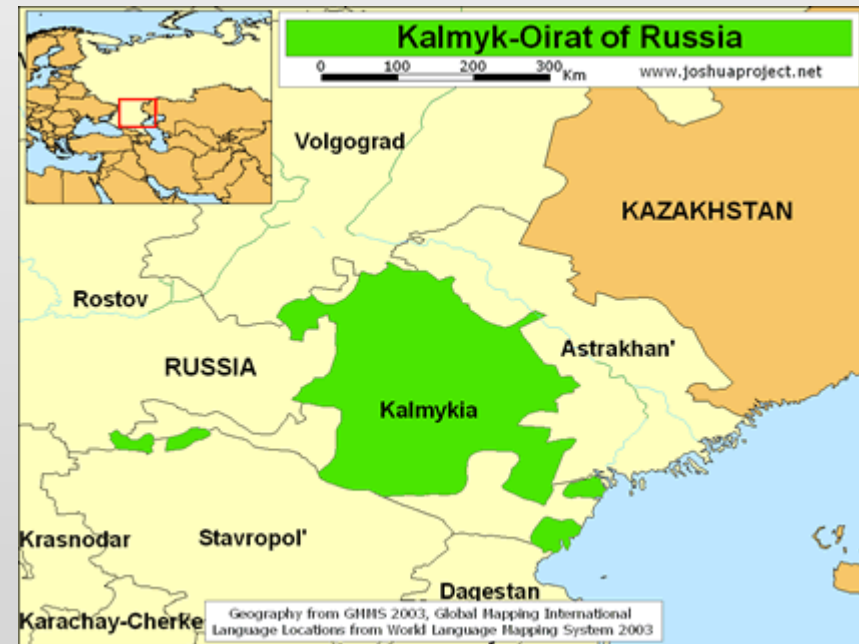 Kalmyk-Oirat of Russia
0 100 200 300 Km
www.joshuaproject.net
Volgograd
KAZAKHSTAN
Rostov
Astrakhan'
RUSSIA
Kalmykia
Krasnodar
Stavropol'
Dagestan
Karachay-Cherke
Geography from GMMS 2003, Global Mapping International
Language Locations from World Language Mapping System 2003